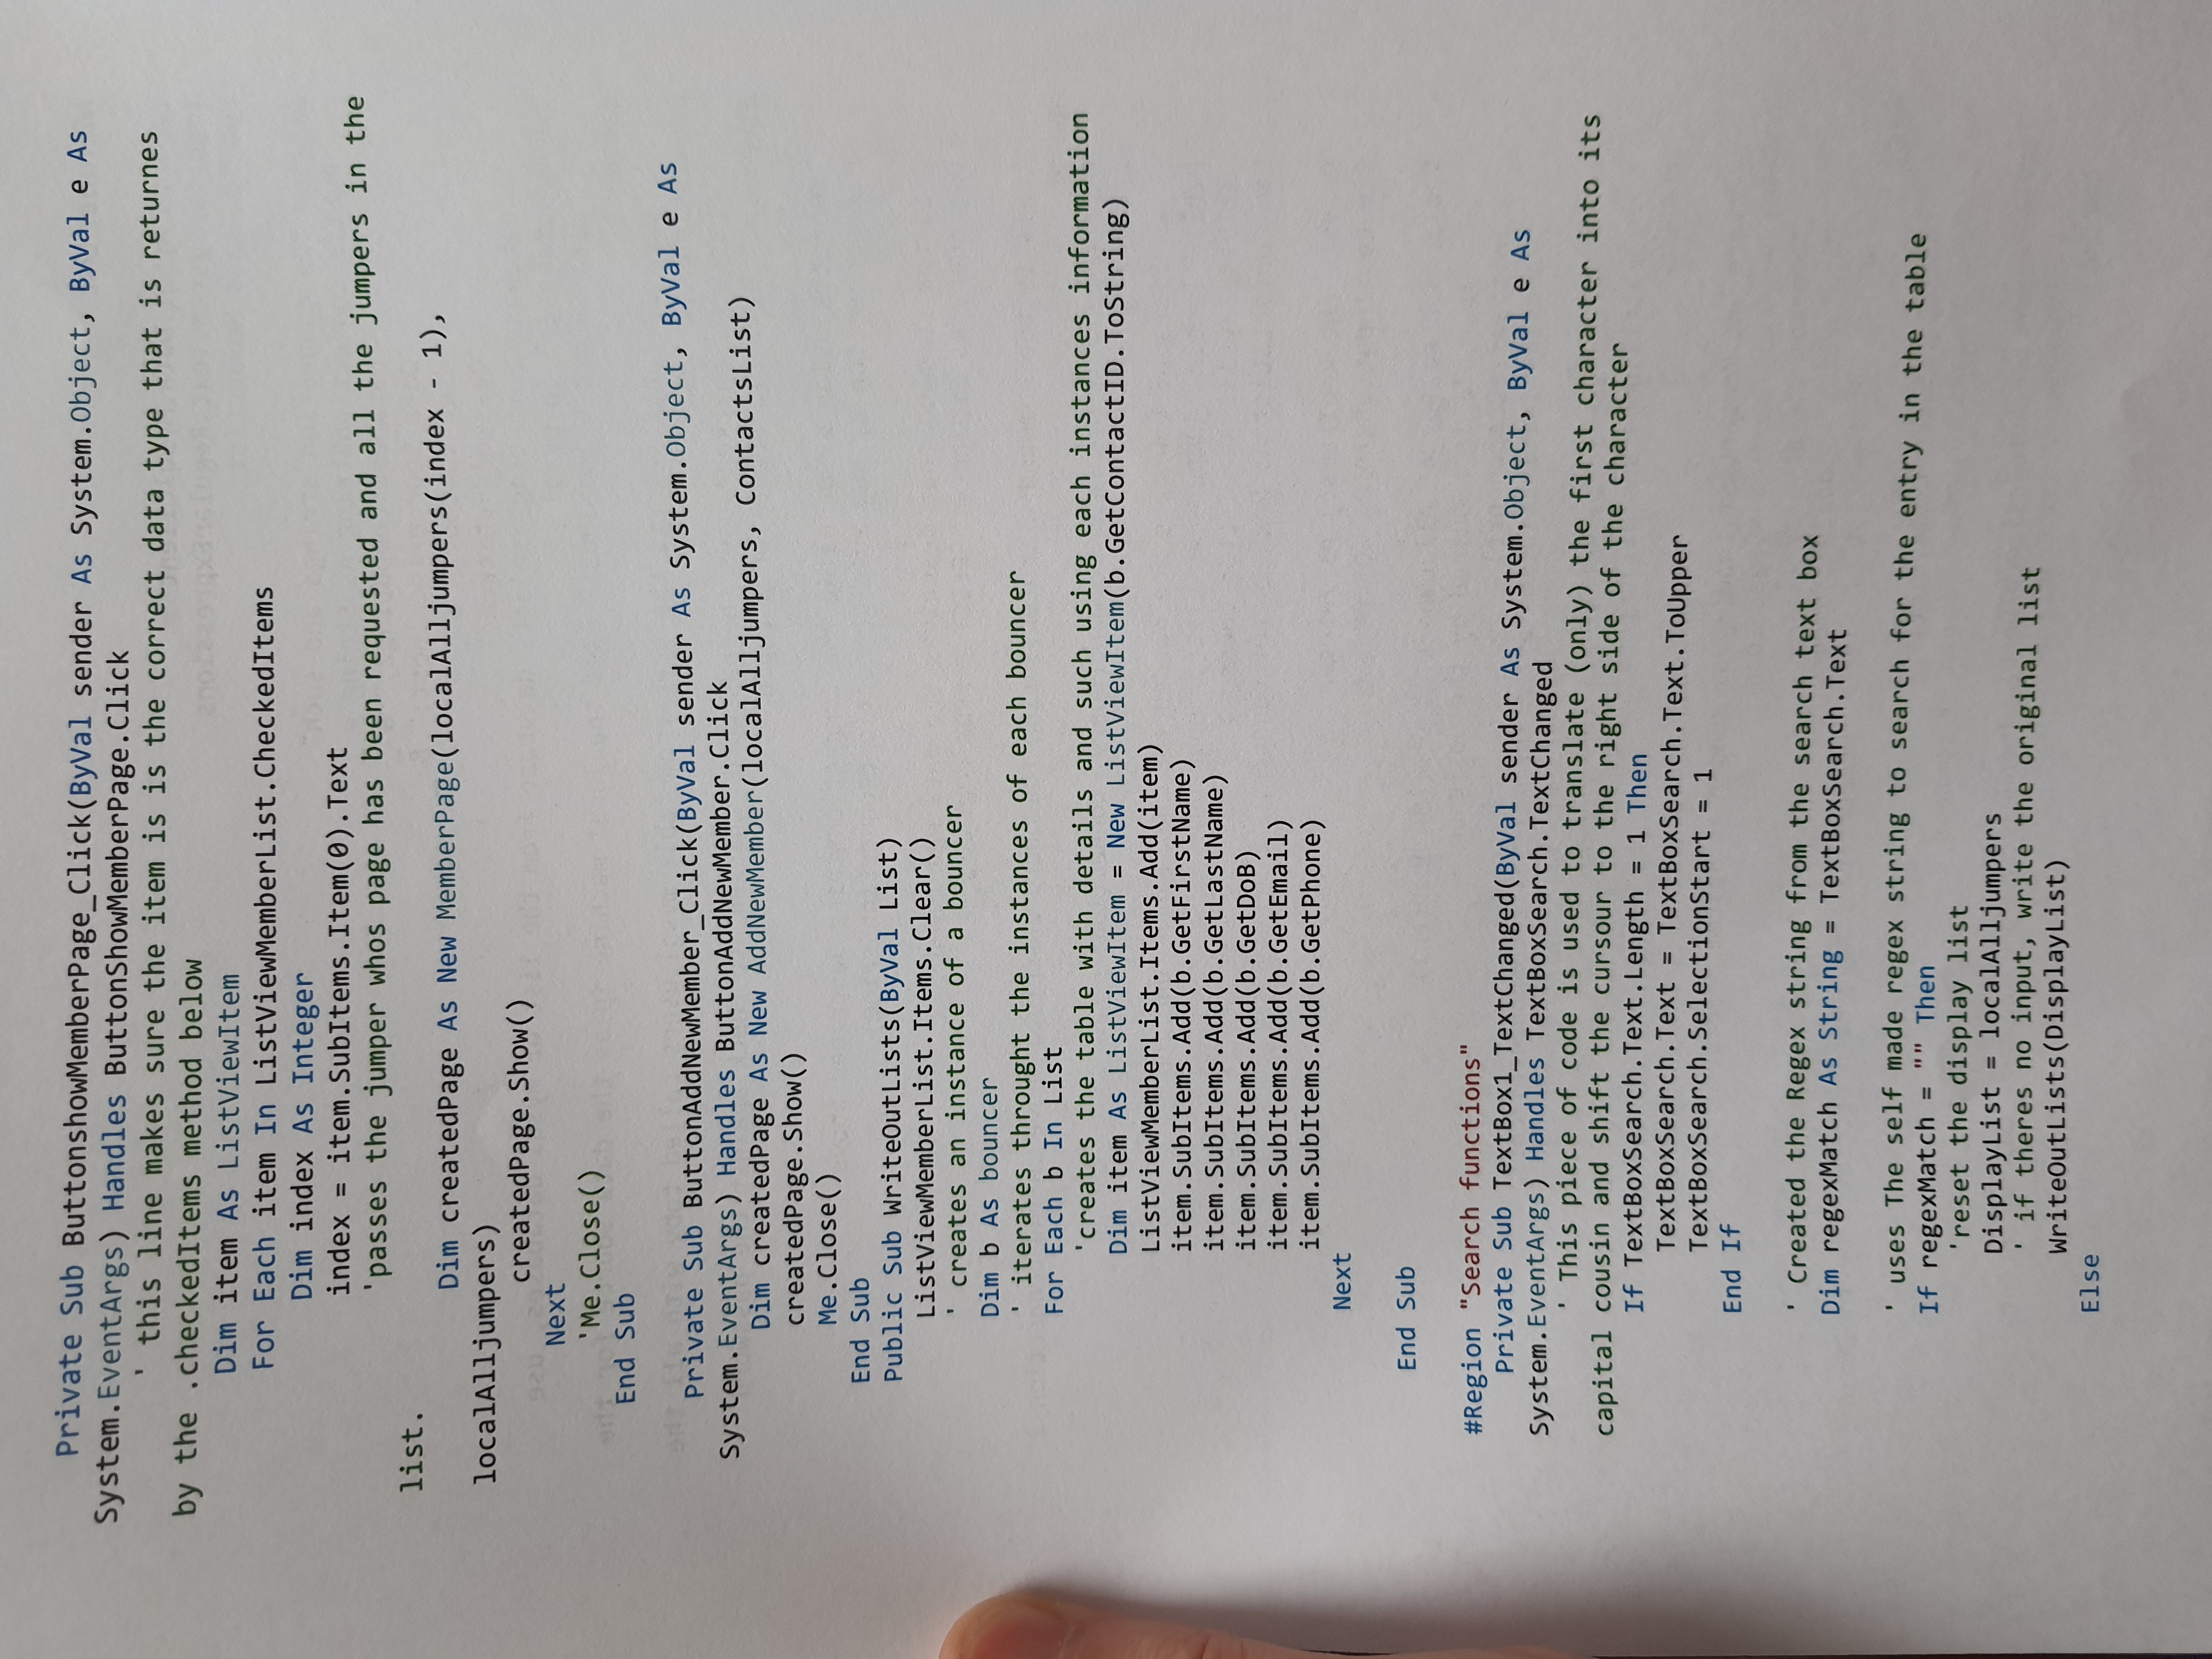 Private Sub ButtonshowMemberPage_Click(ByVal sender As System.Object, ByVal e As
System.EventArgs) Handles ButtonShowMemberPage.Click
' this line makes sure the item is is the correct data type that is returnes
by the .checkedItems method below
Dim item As ListViewItem
For Each item In ListViewMemberList.CheckedItems
Dim index As Integer
index = item.SubItems.Item(0).Text
'passes the jumper whos page has been requested and all the jumpers in the
list.
Dim createdPage As New MemberPage(localAlljumpers(index - 1),
localAlljumpers)
createdPage.Show()
Next
'Me.Close()
End Sub
Private Sub ButtonAddNewMember_Click(ByVal sender As System.Object, ByVal e As
System.EventArgs) Handles ButtonAddNewMember.Click
Dim createdPage As New AddNewMember(localAlljumpers, ContactsList)
createdPage.Show()
Me.Close()
End Sub
Public Sub WriteOutLists(ByVal List)
ListViewMemberList.Items.Clear()
' creates an instance of a bouncer
Dim b As bouncer
' iterates throught the instances of each bouncer
For Each b In List
'creates the table with details and such using each instances information
Dim item As ListViewItem = New ListViewItem(b.GetContactID.ToString)
ListViewMemberList.Items.Add(item)
item.SubItems.Add(b.GetFirstName)
item.SubItems.Add(b.GetLastName)
item.SubItems.Add(b.GetDoB)
item.SubItems.Add(b.GetEmail)
item.SubItems.Add(b.GetPhone)
Next
End Sub
#Region "Search functions"
Private Sub TextBox1_TextChanged(ByVal sender As System.Object, ByVal e As
System.EventArgs) Handles TextBoxSearch.TextChanged
' This piece of code is used to translate (only) the first character into its
capital cousin and shift the cursour to the right side of the character
If TextBoxSearch.Text.Length = 1 Then
TextBoxSearch.Text = TextBoxSearch.Text.ToUpper
TextBoxSearch.SelectionStart = 1
End If
' Created the Regex string from the search text box
Dim regexMatch As String = TextBoxSearch.Text
' uses The self made regex string to search for the entry in the table
If regexMatch = "" Then
'reset the display list
DisplayList = localAlljumpers
' if theres no input, write the original list
WriteOutLists(DisplayList)
Else